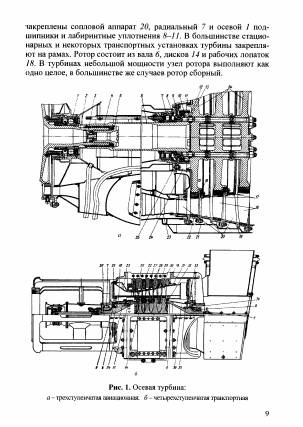 закреплены сопловой аппарат 20, радиальный 7 и осевой 1 под-
шипники и лабиринтные уплотнения 8–11. В большинстве стацио-
нарных и некоторых транспортных установках турбины закрепля-
ют на рамах. Ротор состоит из вала 6, дисков 14 и рабочих лопаток
18. В турбинах небольшой мощности узел ротора выполняют как
одно целое, в большинстве же случаев ротор сборный.
а
б
Рис. 1. Осевая турбина:
а – трехступенчатая авиационная. б – четырехступенчатая транспортная
9